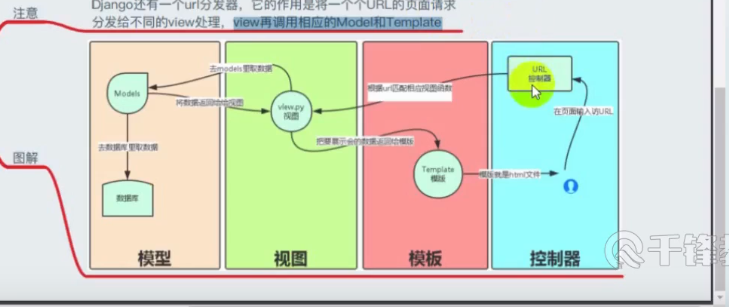 注意
Django还有一个url分发器，它的作用是将一个个URL的页面请求
分发给不同的view处理，view再调用相应的Model和Template
图解
去models里取数据
Models
将数据返回给视图
view.py
视图
根据url匹配相应视图函数
URL
控制器
在页面输入访URL
去数据库里取数据
把要展示会的数据返回给模版
数据库
Template
模版
模版就是html文件
模型
视图
模板
控制器
千锋教